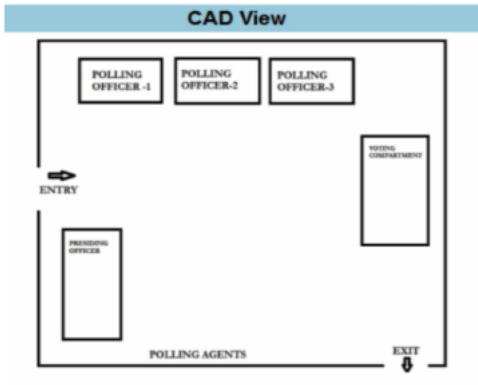 CAD View
POLLING
OFFICER -1
POLLING
OFFICER-2
POLLING
OFFICER-3
VOTING
COMPARTMENT
ENTRY
PRESIDING
OFFICER
POLLING AGENTS
EXIT